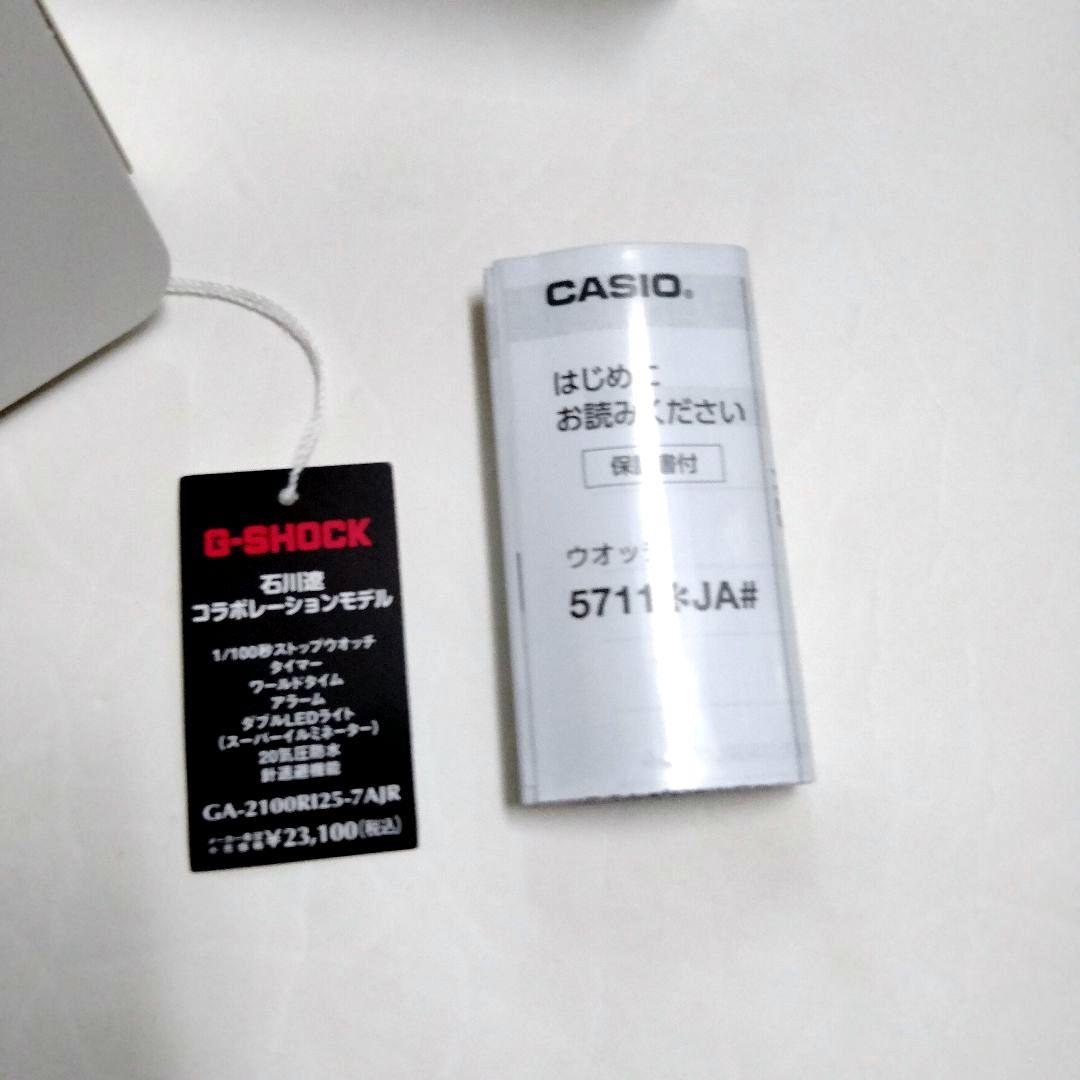 G-SHOCK
石川遼
コラボレーションモデル
1/100秒ストップウオッチ
タイマー
ワールドタイム
アラーム
ダブルLEDライト
(スーパーイルミネーター)
20気圧防水
針退避機能
GA-2100RI25-7AJR
¥23,100(税込)
CASIO®
はじめに
お読みください
保証書付
ウオッチ
5711*JA#